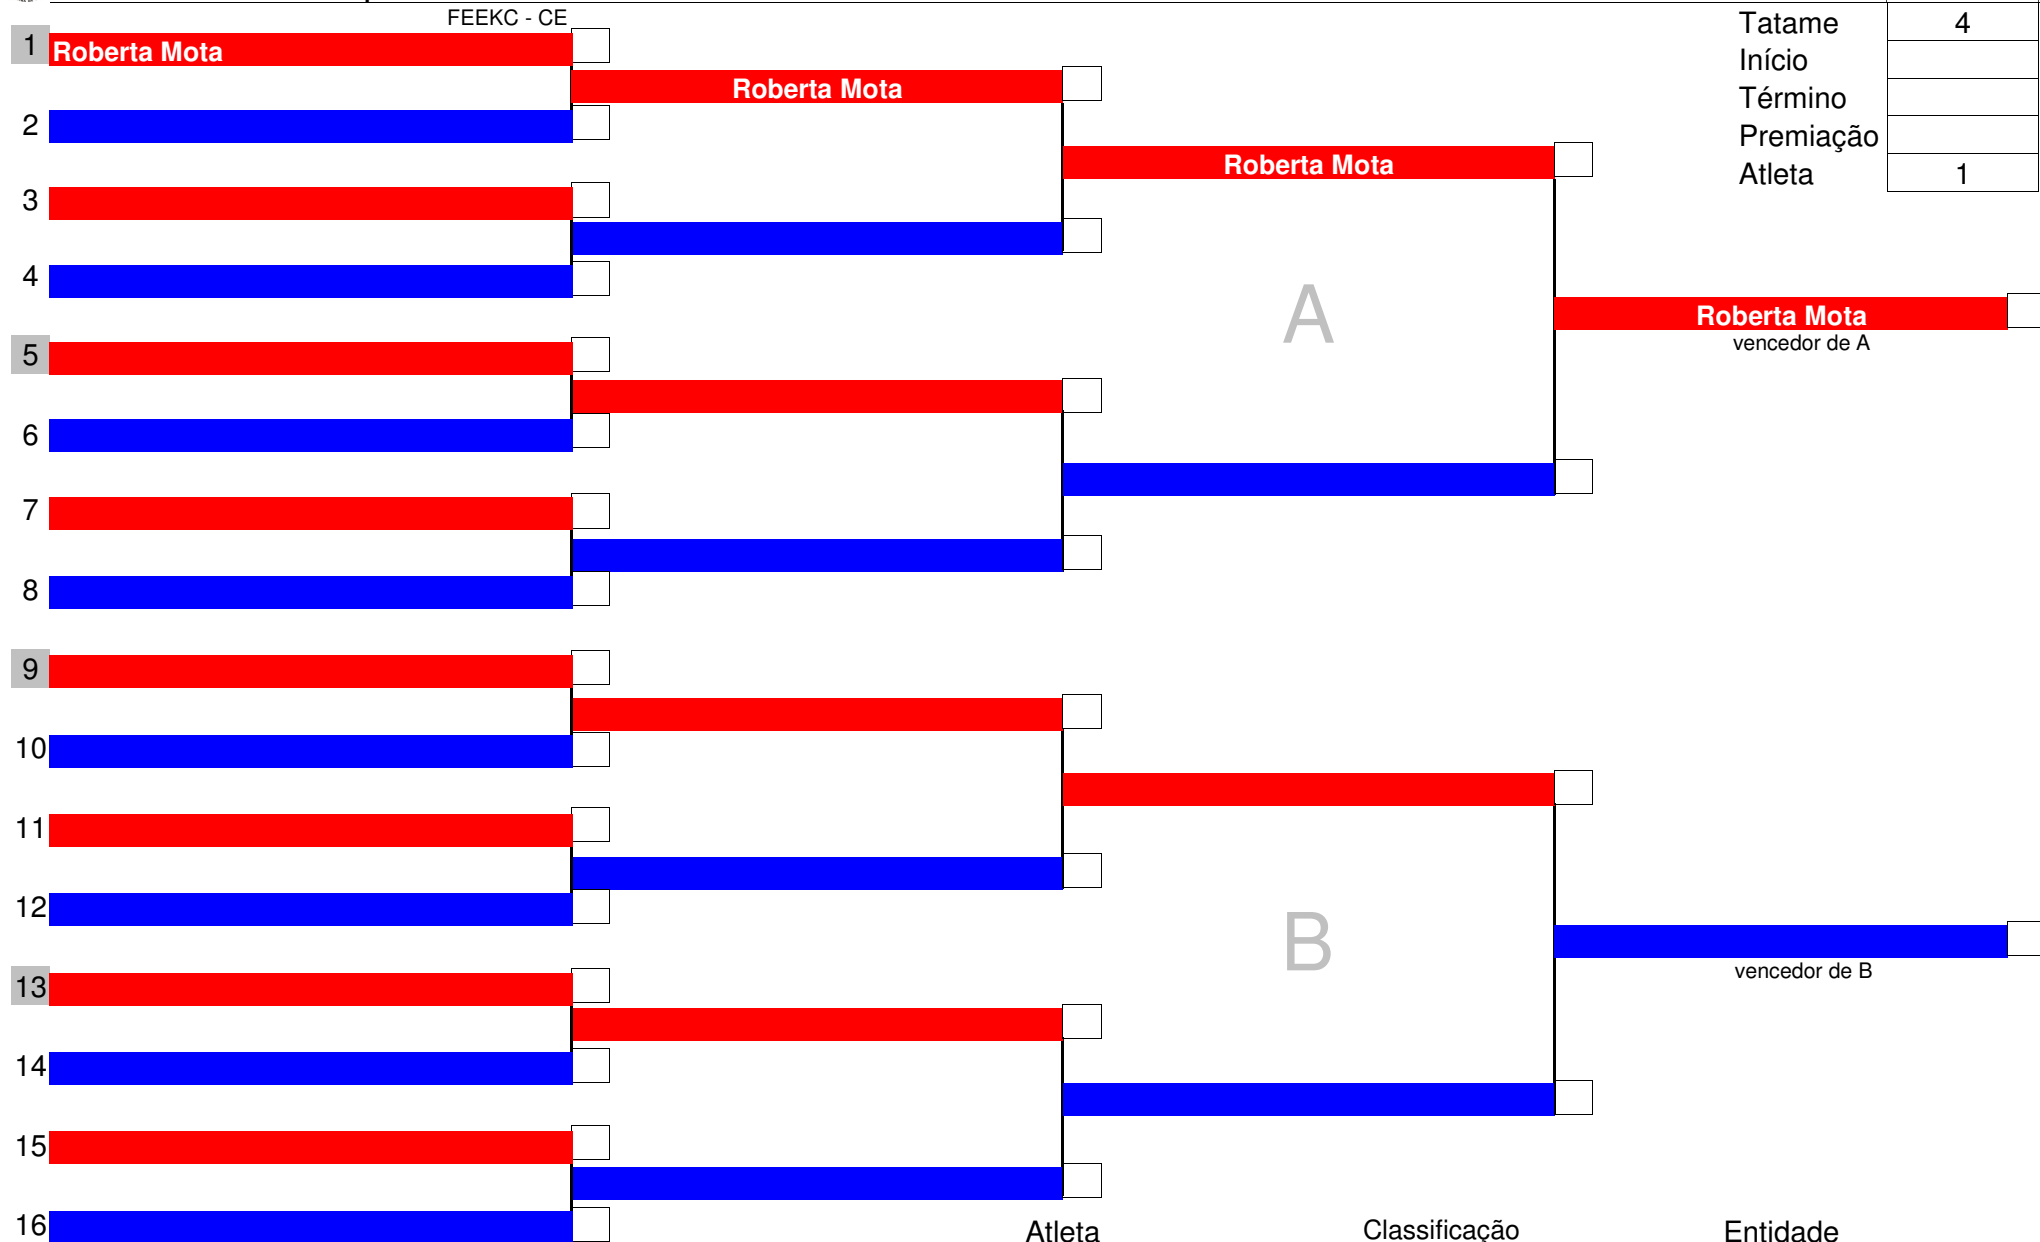 FEEKC - CE
Tatame 4
1 Roberta Mota
Início
Roberta Mota
Término
2
Premiação
Roberta Mota
Atleta 1
3
4
A
Roberta Mota
vencedor de A
5
6
7
8
9
10
11
12
B
vencedor de B
13
14
15
16
Atleta Classificação Entidade